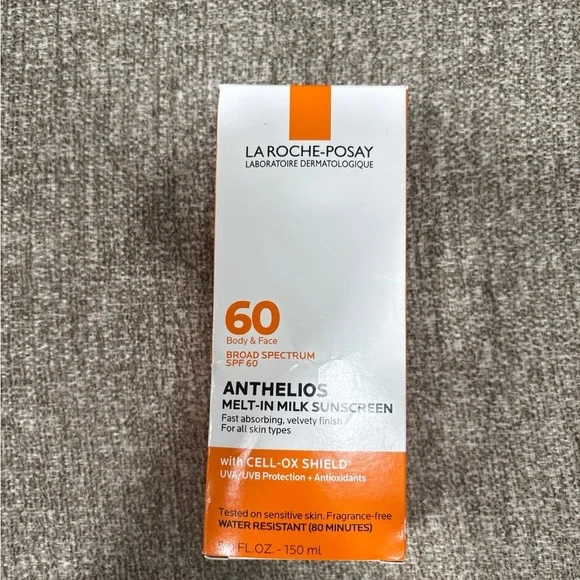 LA ROCHE-POSAY
LABORATOIRE DERMATOLOGIQUE
60
Body & Face
BROAD SPECTRUM
SPF 60
ANTHELIOS
MELT-IN MILK SUNSCREEN
Fast absorbing, velvety finish
For all skin types
with CELL-OX SHIELD®
UVA/UVB Protection + Antioxidants
Tested on sensitive skin. Fragrance-free
WATER RESISTANT (80 MINUTES)
FL.OZ. - 150 ml